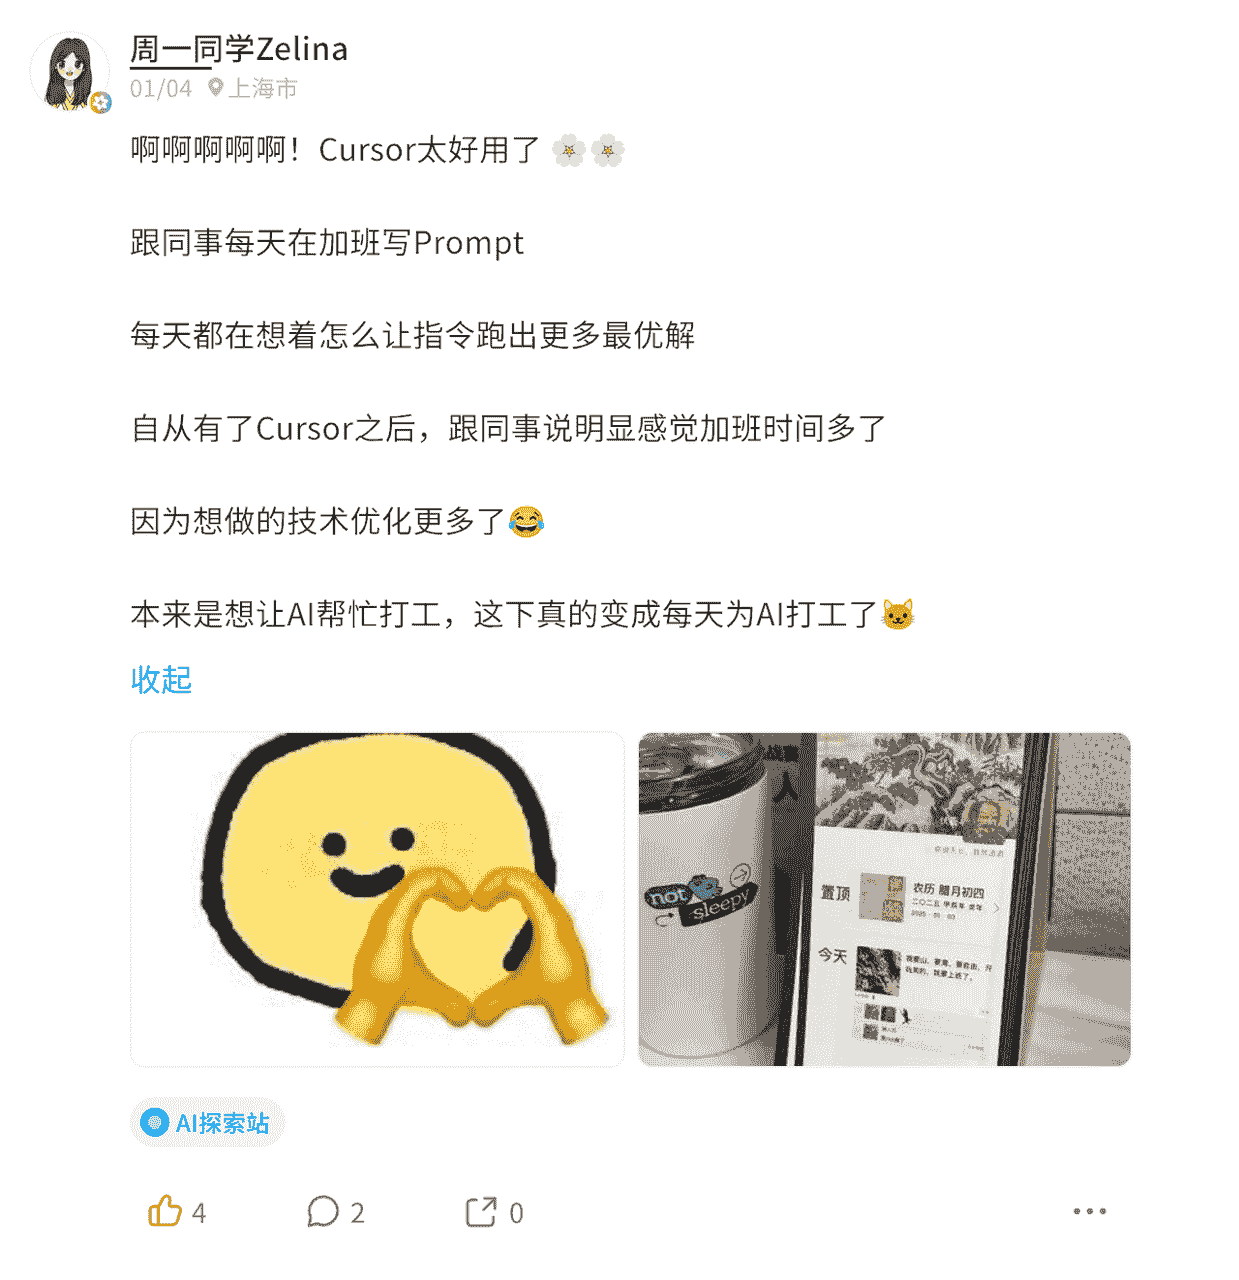 周一同学Zelina
01/04 上海市
啊啊啊啊啊！Cursor太好用了
跟同事每天在加班写Prompt
每天都在想着怎么让指令跑出更多最优解
自从有了Cursor之后，跟同事说明显感觉加班时间多了
因为想做的技术优化更多了😂
本来是想让AI帮忙打工，这下真的变成每天为AI打工了
收起
人
not
sleepy
置顶
农历 腊月初四
今天
AI探索站
4
2
0